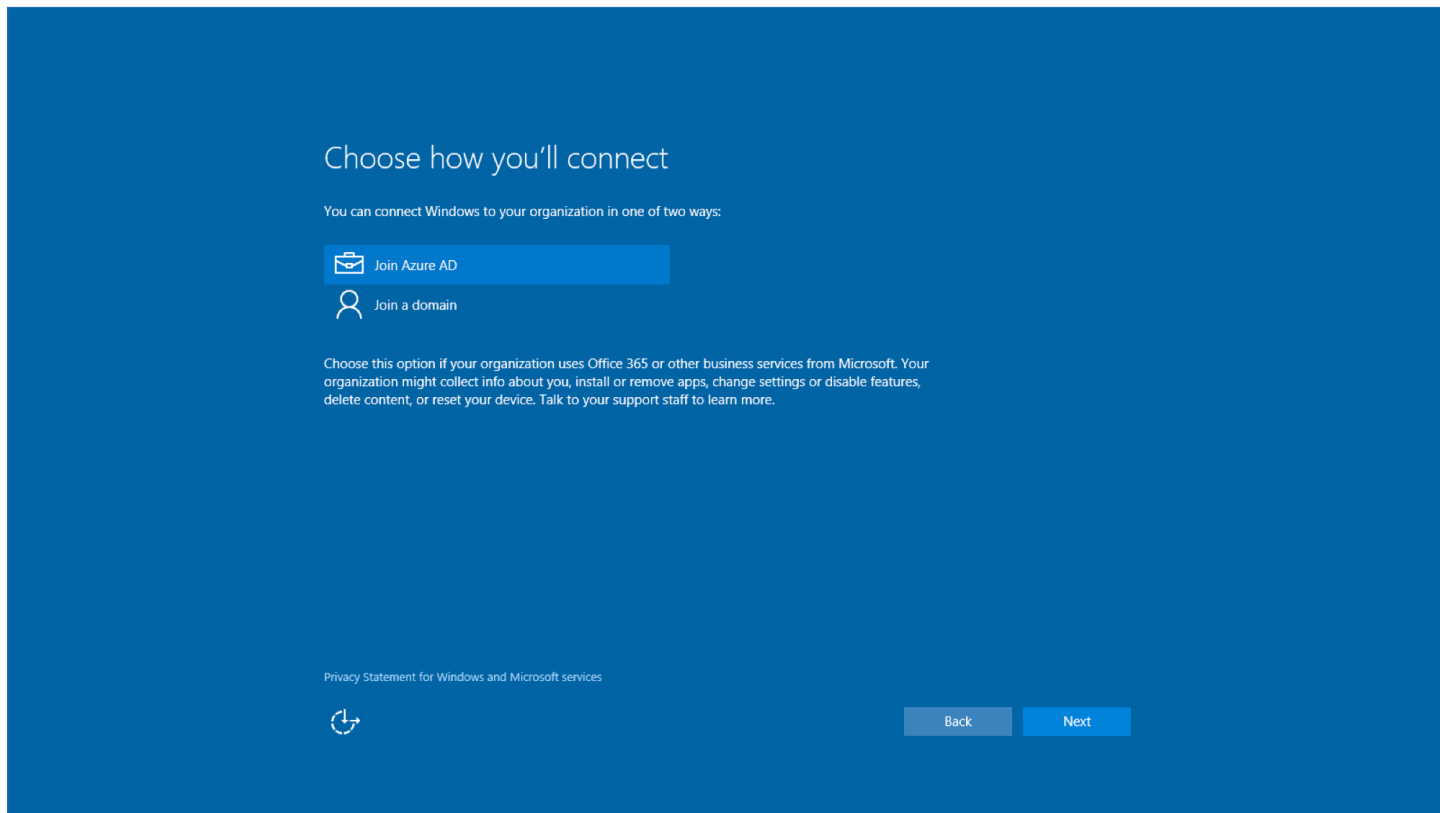 Choose how you'll connect
You can connect Windows to your organization in one of two ways:
Join Azure AD
Join a domain
Choose this option if your organization uses Office 365 or other business services from Microsoft. Your
organization might collect info about you, install or remove apps, change settings or disable features,
delete content, or reset your device. Talk to your support staff to learn more.
Privacy Statement for Windows and Microsoft services
Back Next